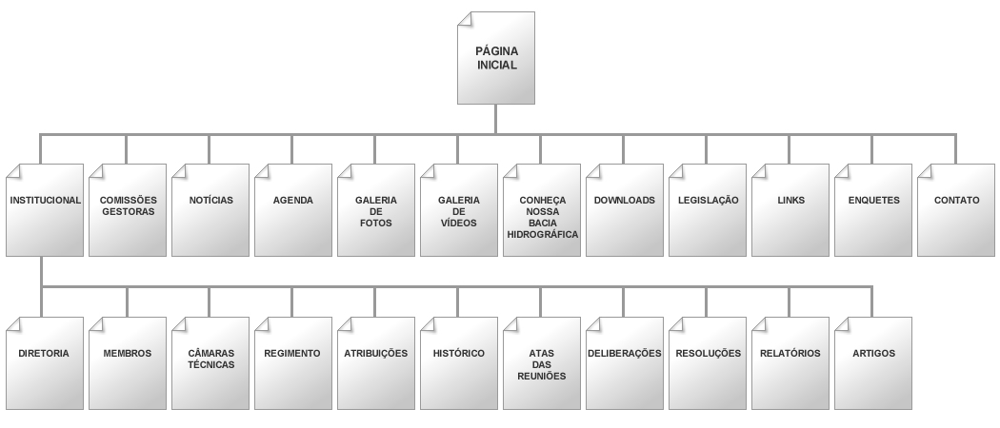 PÁGINA
INICIAL
INSTITUCIONAL
COMISSÕES
GESTORAS
NOTÍCIAS
AGENDA
GALERIA
DE
FOTOS
GALERIA
DE
VÍDEOS
CONHEÇA
NOSSA
BACIA
HIDROGRÁFICA
DOWNLOADS
LEGISLAÇÃO
LINKS
ENQUETES
CONTATO
DIRETORIA
MEMBROS
CÂMARAS
TÉCNICAS
REGIMENTO
ATRIBUIÇÕES
HISTÓRICO
ATAS
DAS
REUNIÕES
DELIBERAÇÕES
RESOLUÇÕES
RELATÓRIOS
ARTIGOS